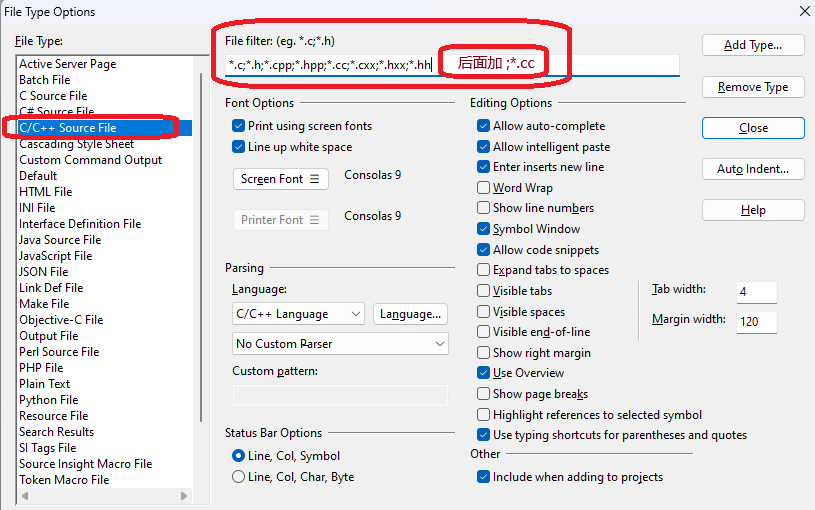 File Type Options
File Type:
Active Server Page
Batch File
C Source File
C# Source File
C/C++ Source File
Cascading Style Sheet
Custom Command Output
Default
HTML File
INI File
Interface Definition File
Java Source File
JavaScript File
JSON File
Link Def File
Make File
Objective-C File
Output File
Perl Source File
PHP File
Plain Text
Python File
Resource File
Search Results
SI Tags File
Source Insight Macro File
Token Macro File
File filter: (eg. *.c;*.h)
*.c;*.h;*.cpp;*.hpp;*.cc;*.cxx;*.hxx;*.hh
后面加 ;*.cc
Font Options
Print using screen fonts
Line up white space
Screen Font
Consolas 9
Printer Font
Consolas 9
Parsing
Language:
C/C++ Language
Language...
No Custom Parser
Custom pattern:
Status Bar Options
Line, Col, Symbol
Line, Col, Char, Byte
Editing Options
Allow auto-complete
Allow intelligent paste
Enter inserts new line
Word Wrap
Show line numbers
Symbol Window
Allow code snippets
Expand tabs to spaces
Visible tabs
Visible spaces
Visible end-of-line
Show right margin
Use Overview
Show page breaks
Highlight references to selected symbol
Use typing shortcuts for parentheses and quotes
Tab width:
4
Margin width:
120
Other
Include when adding to projects
Add Type...
Remove Type
Close
Auto Indent...
Help